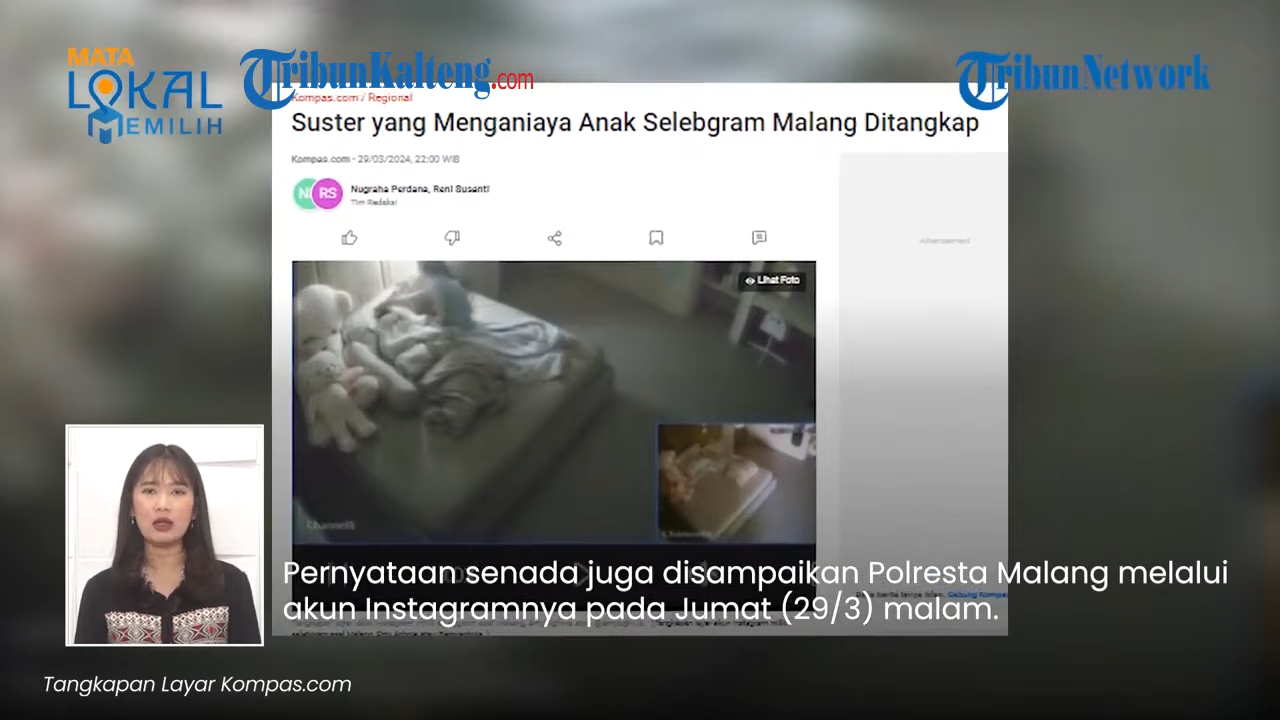 MATA
LOKAL
MEMILIH
TribunKalteng.com
TribunNetwork
Kompas.com / Regional
Suster yang Menganiaya Anak Selebgram Malang Ditangkap
Kompas.com - 29/03/2024, 22:00 WIB
RS
Nugraha Perdana, Reni Susanti
Tim Redaksi
Advertisement
Lihat Foto
Pernyataan senada juga disampaikan Polresta Malang melalui
akun Instagramnya pada Jumat (29/3) malam.
Tangkapan Layar Kompas.com